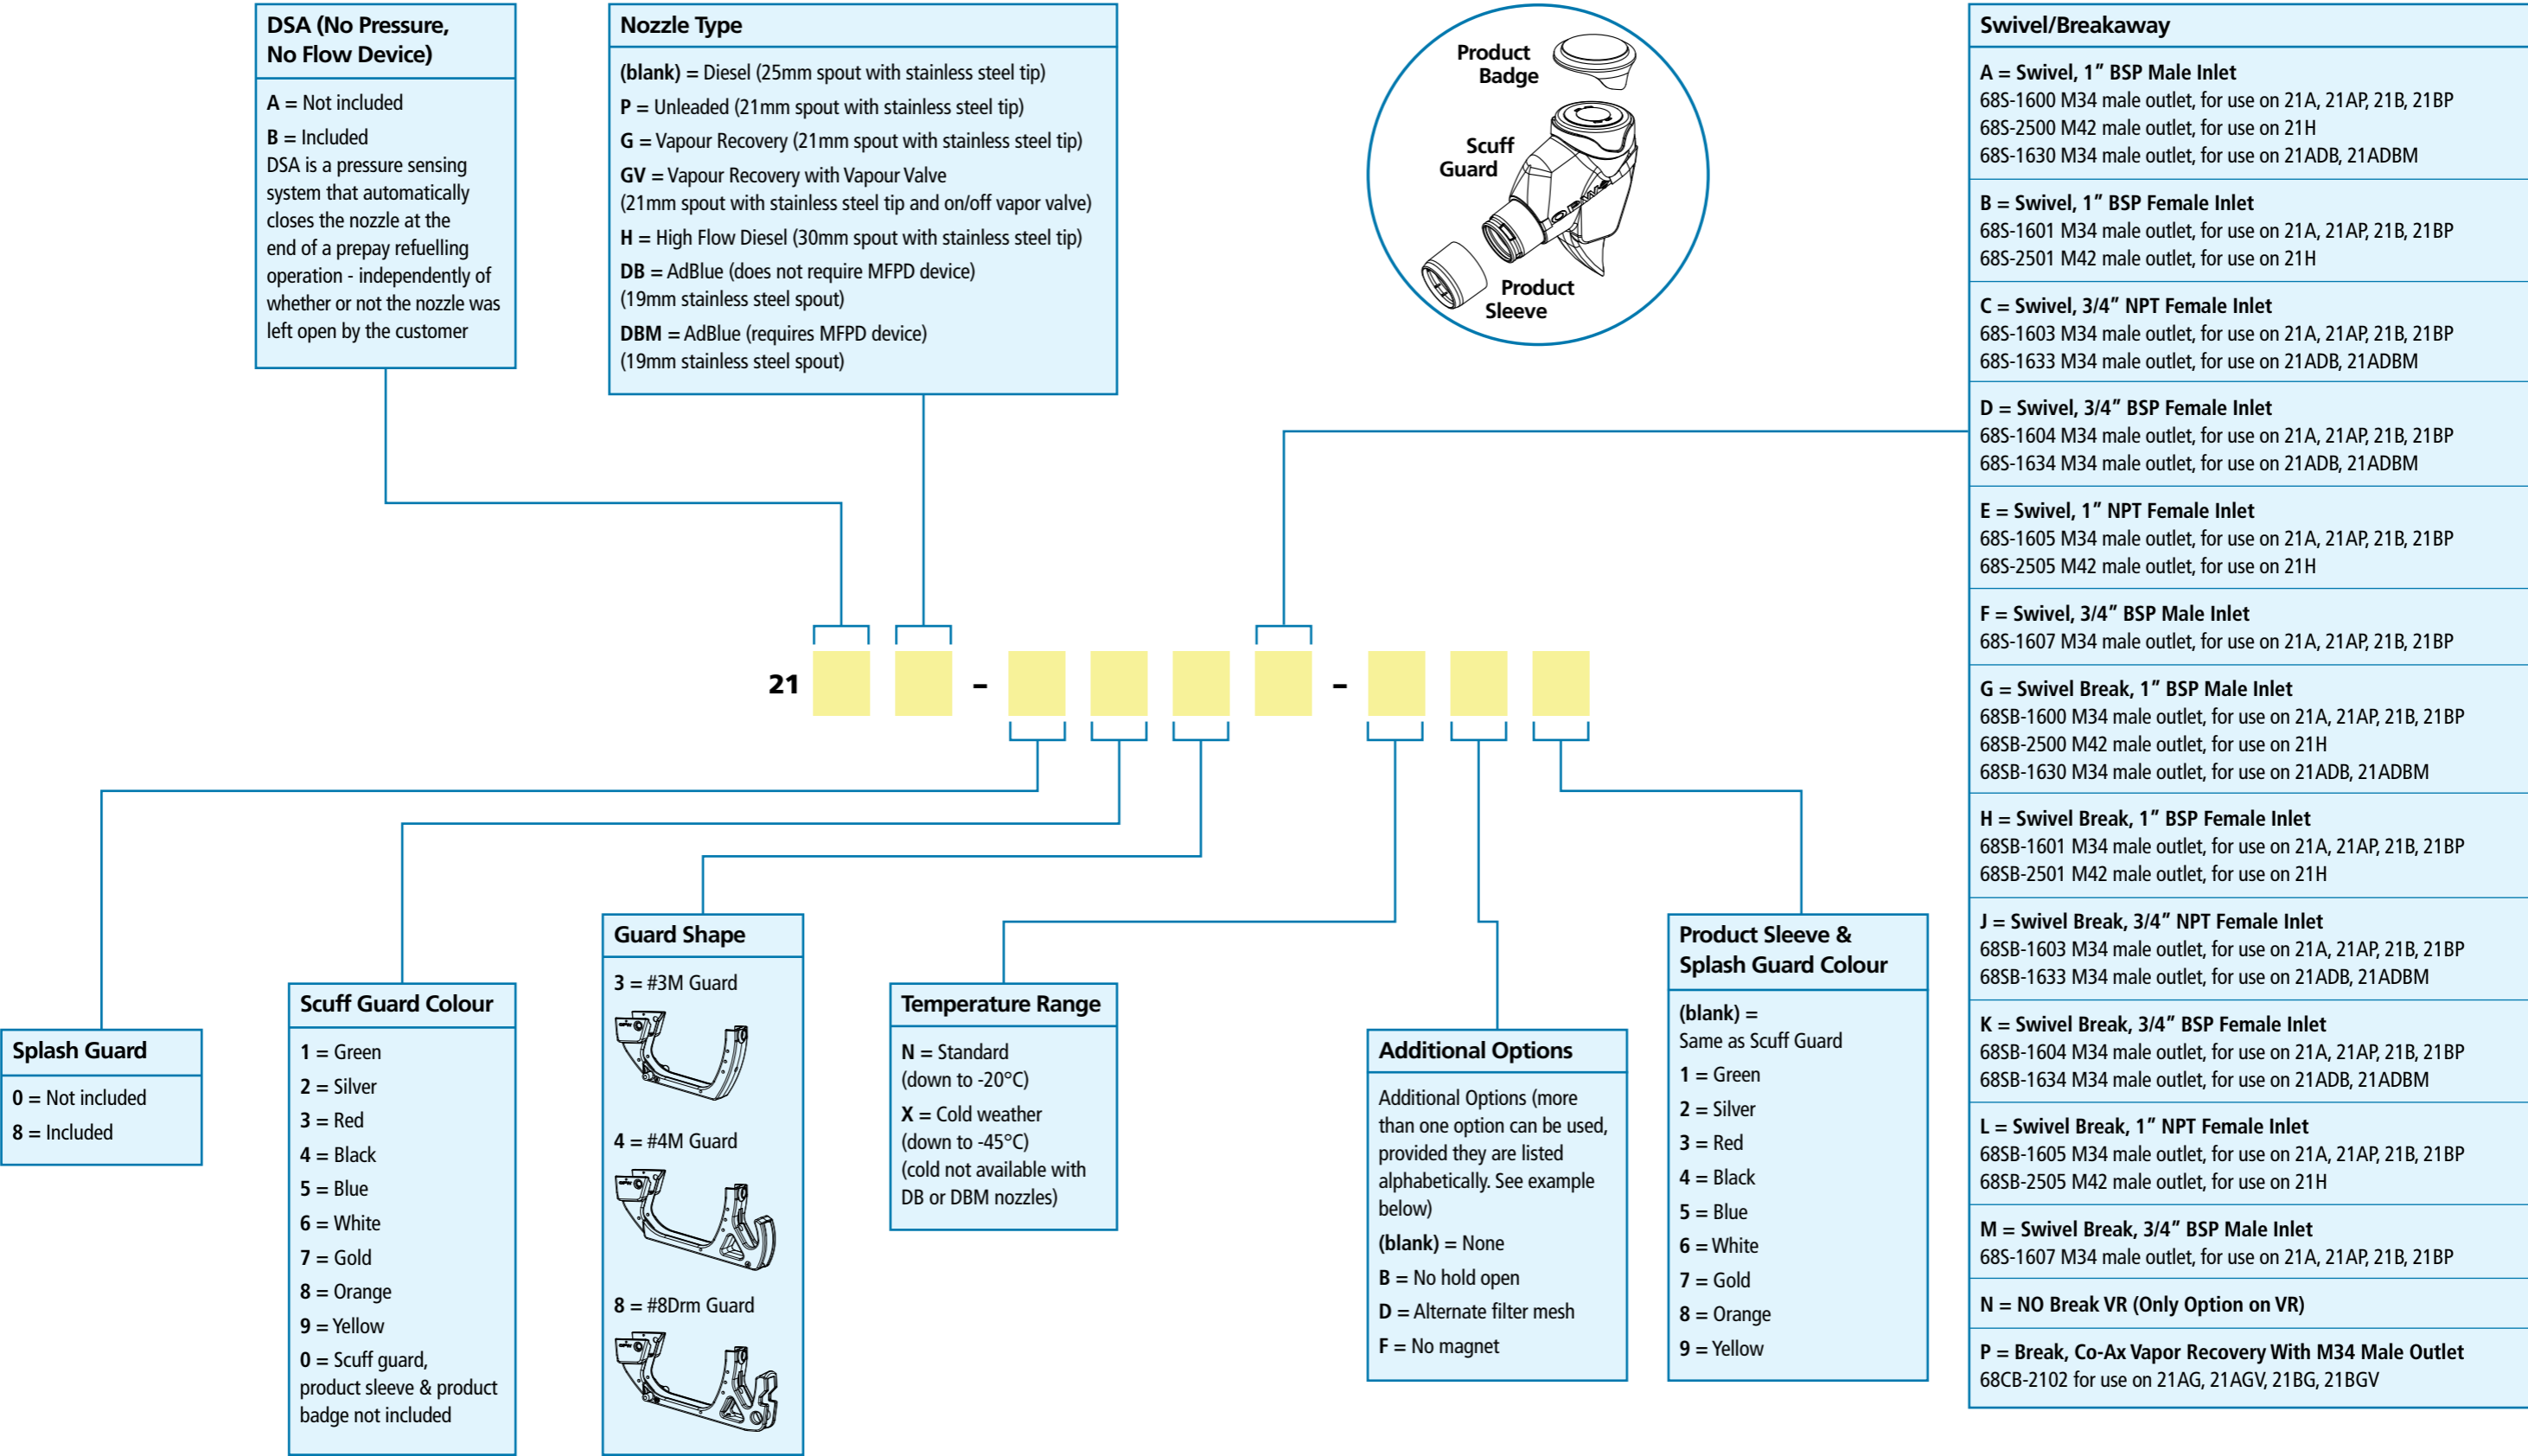 DSA (No Pressure,
No Flow Device)
A = Not included
B = Included
DSA is a pressure sensing
system that automatically
closes the nozzle at the
end of a prepay refuelling
operation - independently of
whether or not the nozzle was
left open by the customer
Nozzle Type
(blank) = Diesel (25mm spout with stainless steel tip)
P = Unleaded (21mm spout with stainless steel tip)
G = Vapour Recovery (21mm spout with stainless steel tip)
GV = Vapour Recovery with Vapour Valve
(21mm spout with stainless steel tip and on/off vapor valve)
H = High Flow Diesel (30mm spout with stainless steel tip)
DB = AdBlue (does not require MFPD device)
(19mm stainless steel spout)
DBM = AdBlue (requires MFPD device)
(19mm stainless steel spout)
Product
Badge
Scuff
Guard
OPW
Product
Sleeve
Swivel/Breakaway
A = Swivel, 1″ BSP Male Inlet
68S-1600 M34 male outlet, for use on 21A, 21AP, 21B, 21BP
68S-2500 M42 male outlet, for use on 21H
68S-1630 M34 male outlet, for use on 21ADB, 21ADBM
B = Swivel, 1″ BSP Female Inlet
68S-1601 M34 male outlet, for use on 21A, 21AP, 21B, 21BP
68S-2501 M42 male outlet, for use on 21H
C = Swivel, 3/4″ NPT Female Inlet
68S-1603 M34 male outlet, for use on 21A, 21AP, 21B, 21BP
68S-1633 M34 male outlet, for use on 21ADB, 21ADBM
D = Swivel, 3/4″ BSP Female Inlet
68S-1604 M34 male outlet, for use on 21A, 21AP, 21B, 21BP
68S-1634 M34 male outlet, for use on 21ADB, 21ADBM
E = Swivel, 1″ NPT Female Inlet
68S-1605 M34 male outlet, for use on 21A, 21AP, 21B, 21BP
68S-2505 M42 male outlet, for use on 21H
F = Swivel, 3/4″ BSP Male Inlet
68S-1607 M34 male outlet, for use on 21A, 21AP, 21B, 21BP
G = Swivel Break, 1″ BSP Male Inlet
68SB-1600 M34 male outlet, for use on 21A, 21AP, 21B, 21BP
68SB-2500 M42 male outlet, for use on 21H
68SB-1630 M34 male outlet, for use on 21ADB, 21ADBM
H = Swivel Break, 1″ BSP Female Inlet
68SB-1601 M34 male outlet, for use on 21A, 21AP, 21B, 21BP
68SB-2501 M42 male outlet, for use on 21H
J = Swivel Break, 3/4″ NPT Female Inlet
68SB-1603 M34 male outlet, for use on 21A, 21AP, 21B, 21BP
68SB-1633 M34 male outlet, for use on 21ADB, 21ADBM
K = Swivel Break, 3/4″ BSP Female Inlet
68SB-1604 M34 male outlet, for use on 21A, 21AP, 21B, 21BP
68SB-1634 M34 male outlet, for use on 21ADB, 21ADBM
L = Swivel Break, 1″ NPT Female Inlet
68SB-1605 M34 male outlet, for use on 21A, 21AP, 21B, 21BP
68SB-2505 M42 male outlet, for use on 21H
M = Swivel Break, 3/4″ BSP Male Inlet
68S-1607 M34 male outlet, for use on 21A, 21AP, 21B, 21BP
N = NO Break VR (Only Option on VR)
P = Break, Co-Ax Vapor Recovery With M34 Male Outlet
68CB-2102 for use on 21AG, 21AGV, 21BG, 21BGV
21 – –
Splash Guard
0 = Not included
8 = Included
Scuff Guard Colour
1 = Green
2 = Silver
3 = Red
4 = Black
5 = Blue
6 = White
7 = Gold
8 = Orange
9 = Yellow
0 = Scuff guard,
product sleeve & product
badge not included
Guard Shape
3 = #3M Guard
4 = #4M Guard
8 = #8Drm Guard
Temperature Range
N = Standard
(down to -20°C)
X = Cold weather
(down to -45°C)
(cold not available with
DB or DBM nozzles)
Additional Options
Additional Options (more
than one option can be used,
provided they are listed
alphabetically. See example
below)
(blank) = None
B = No hold open
D = Alternate filter mesh
F = No magnet
Product Sleeve &
Splash Guard Colour
(blank) =
Same as Scuff Guard
1 = Green
2 = Silver
3 = Red
4 = Black
5 = Blue
6 = White
7 = Gold
8 = Orange
9 = Yellow